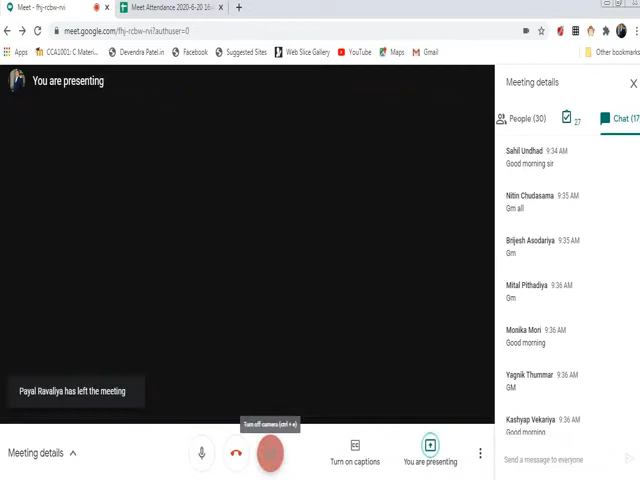 Meet - fhj-rcbw-rvi
Meet Attendance 2020-6-20 16
meet.google.com/fhj-rcbw-rvi?authuser=0
Apps
CCA1001: C Materi...
Devendra Patel.in
Facebook
Suggested Sites
Web Slice Gallery
YouTube
Maps
Gmail
Other bookmarks
You are presenting
Meeting details
People (30)
27
Chat (17
Sahil Undhad 9:34 AM
Good morning sir
Nitin Chudasama 9:35 AM
Gm all
Brijesh Asodariya 9:35 AM
Gm
Mital Pithadiya 9:36 AM
Gm
Monika Mori 9:36 AM
Good morning
Yagnik Thummar 9:36 AM
GM
Kashyap Vekariya 9:36 AM
Good morning
Payal Ravaliya has left the meeting
Turn off camera (ctrl + e)
Meeting details
CC
Turn on captions
You are presenting
Send a message to everyone